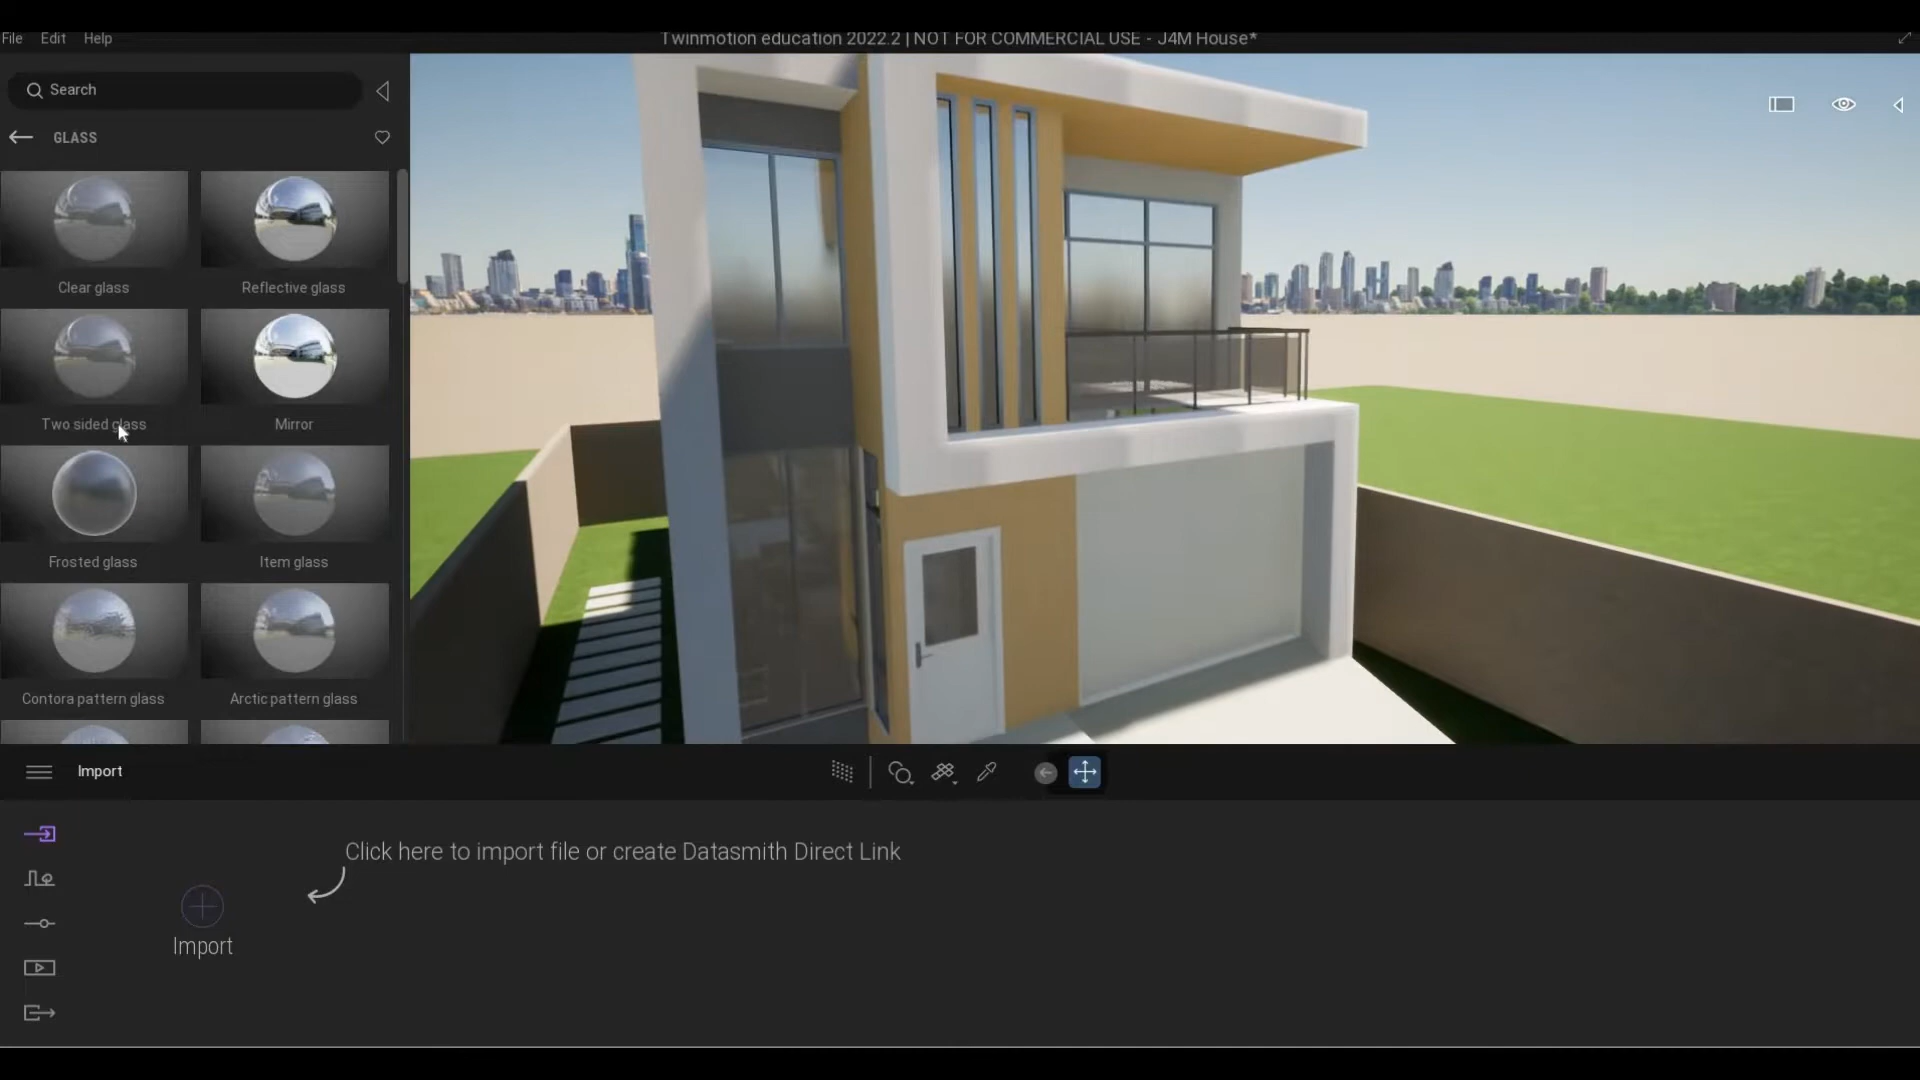 File Edit Help
Twinmotion education 2022.2 | NOT FOR COMMERCIAL USE - J4M House*
Search
GLASS
Clear glass
Reflective glass
Two sided glass
Mirror
Frosted glass
Item glass
Contora pattern glass
Arctic pattern glass
Import
Click here to import file or create Datasmith Direct Link
Import